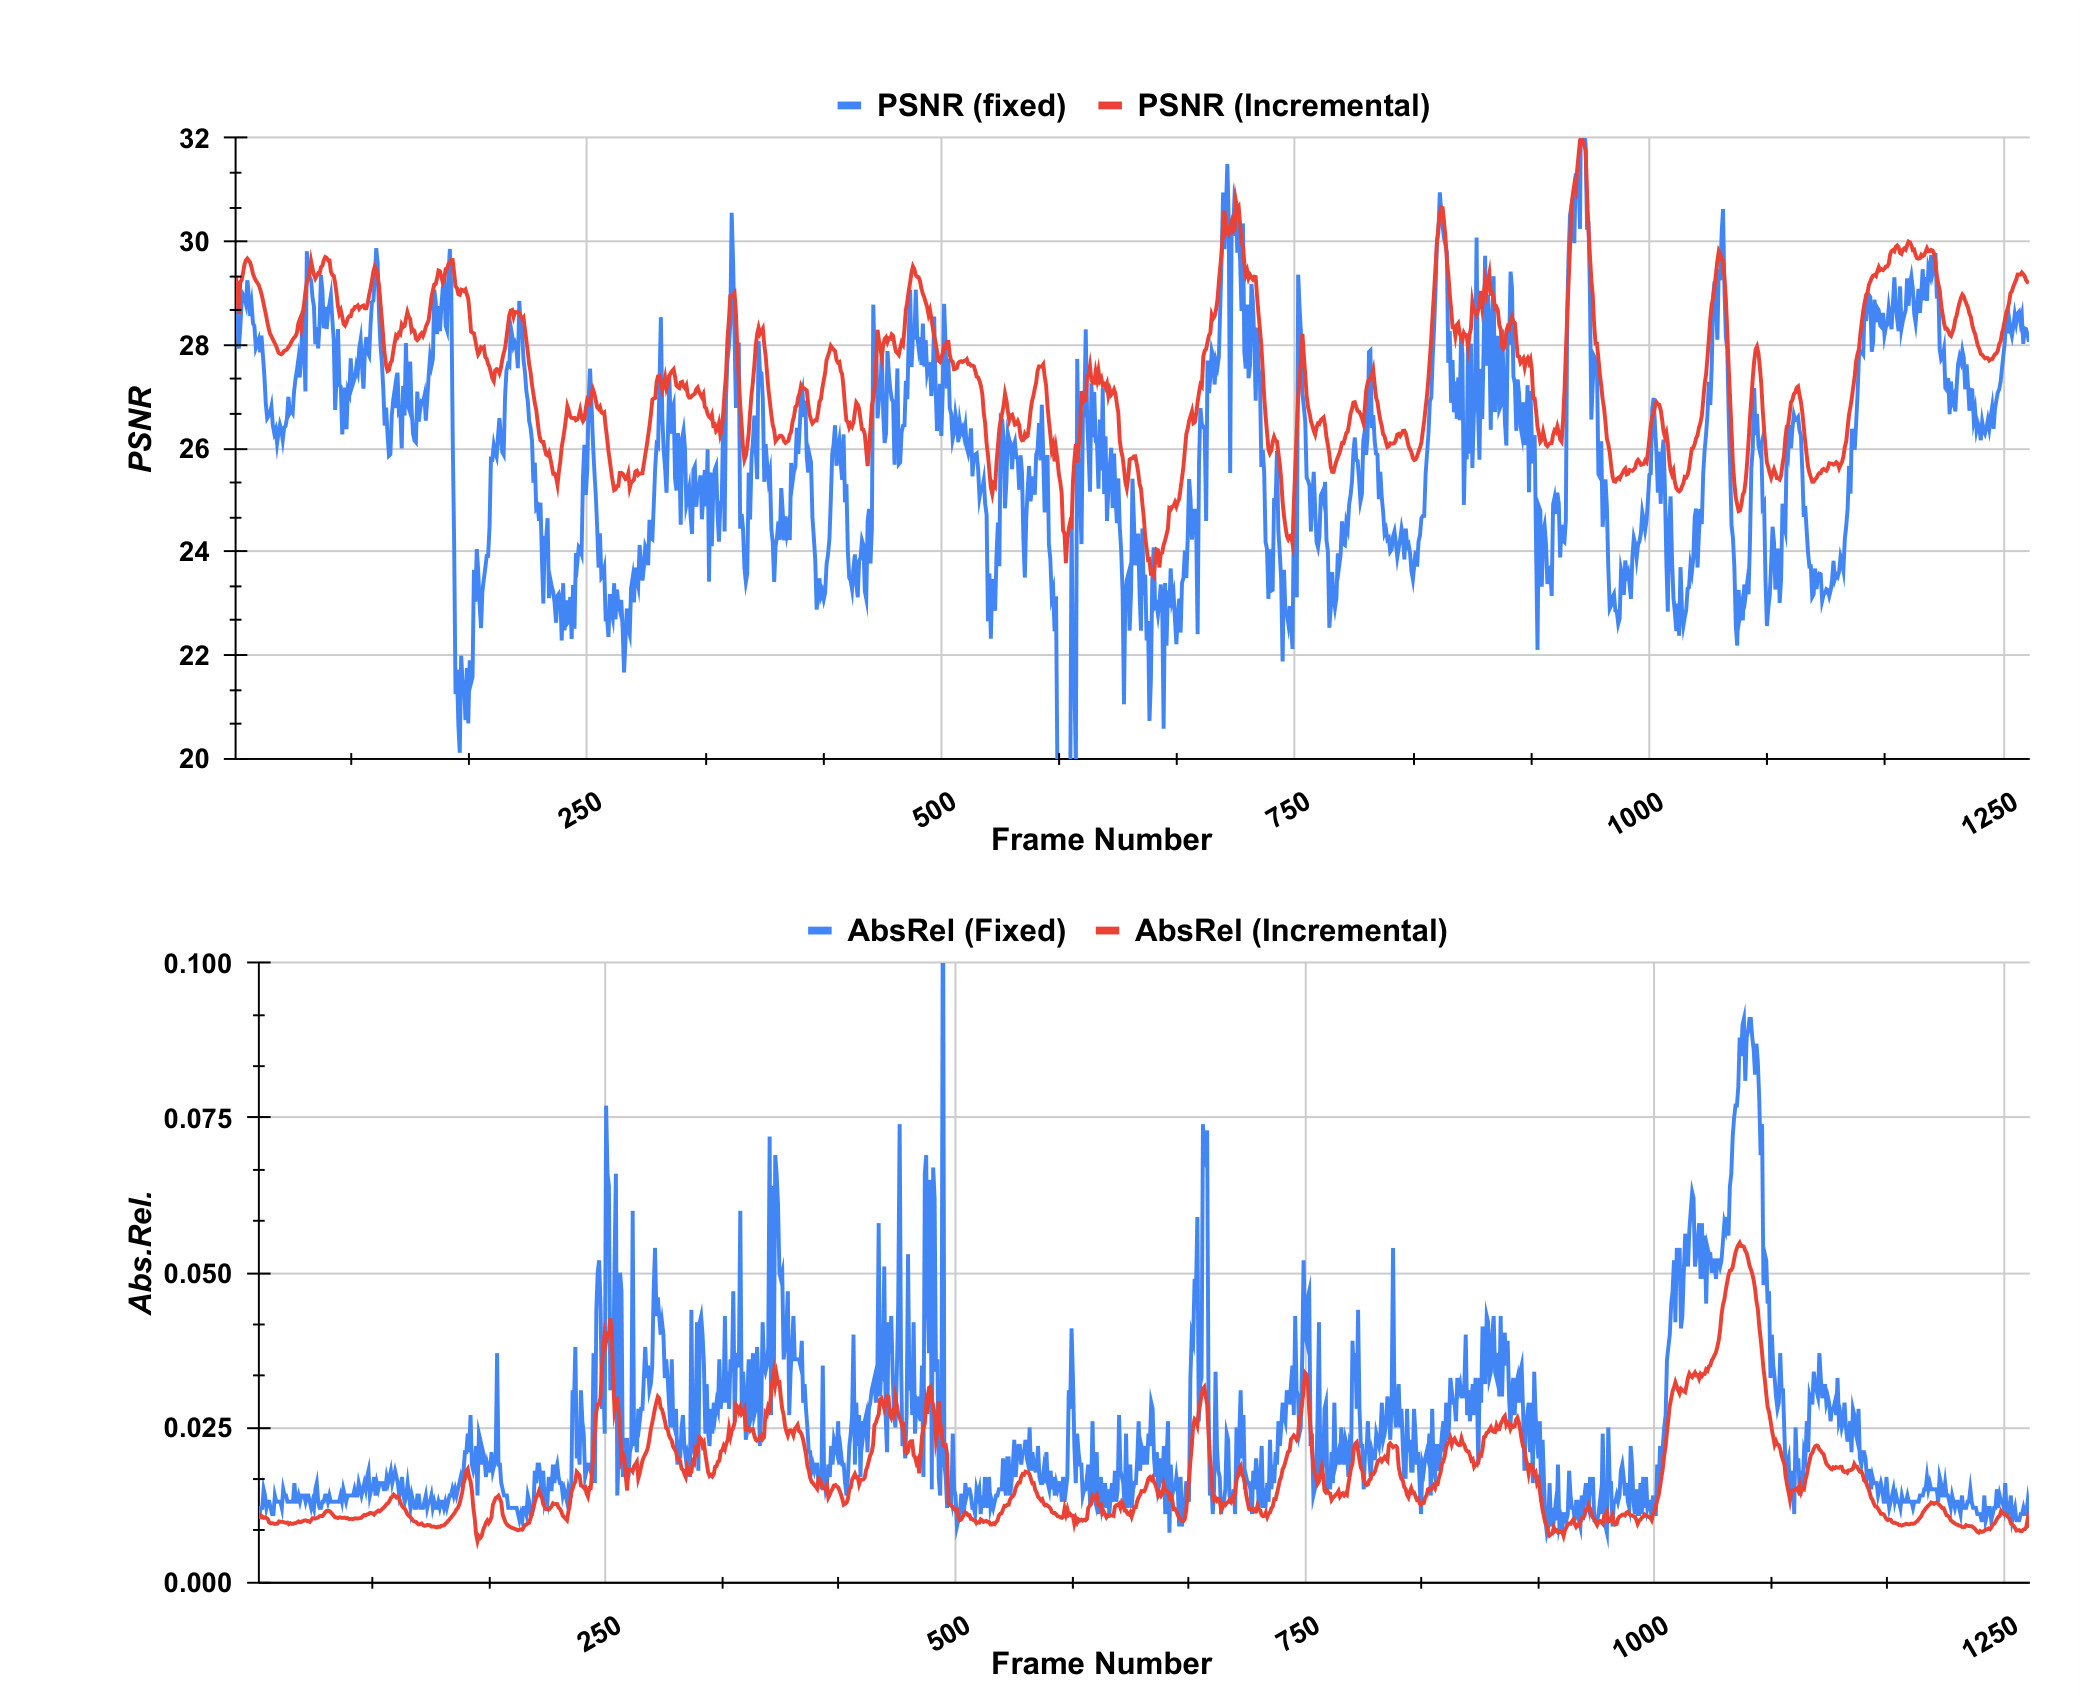 PSNR (fixed) PSNR (Incremental)
32
30
28
26
24
22
20
PSNR
250 500 750 1000 1250
Frame Number
AbsRel (Fixed) AbsRel (Incremental)
0.100
0.075
0.050
0.025
0.000
Abs.Rel.
250 500 750 1000 1250
Frame Number